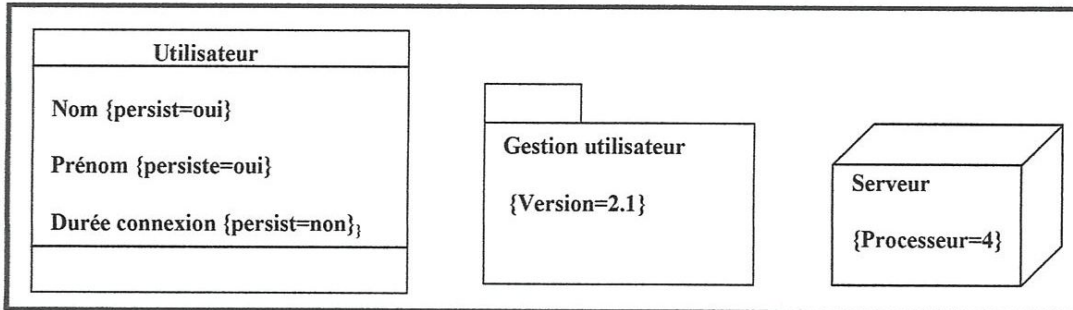 Utilisateur
Nom {persist=oui}
Prénom {persiste=oui}
Durée connexion {persist=non}}
Gestion utilisateur
{Version=2.1}
Serveur
{Processeur=4}